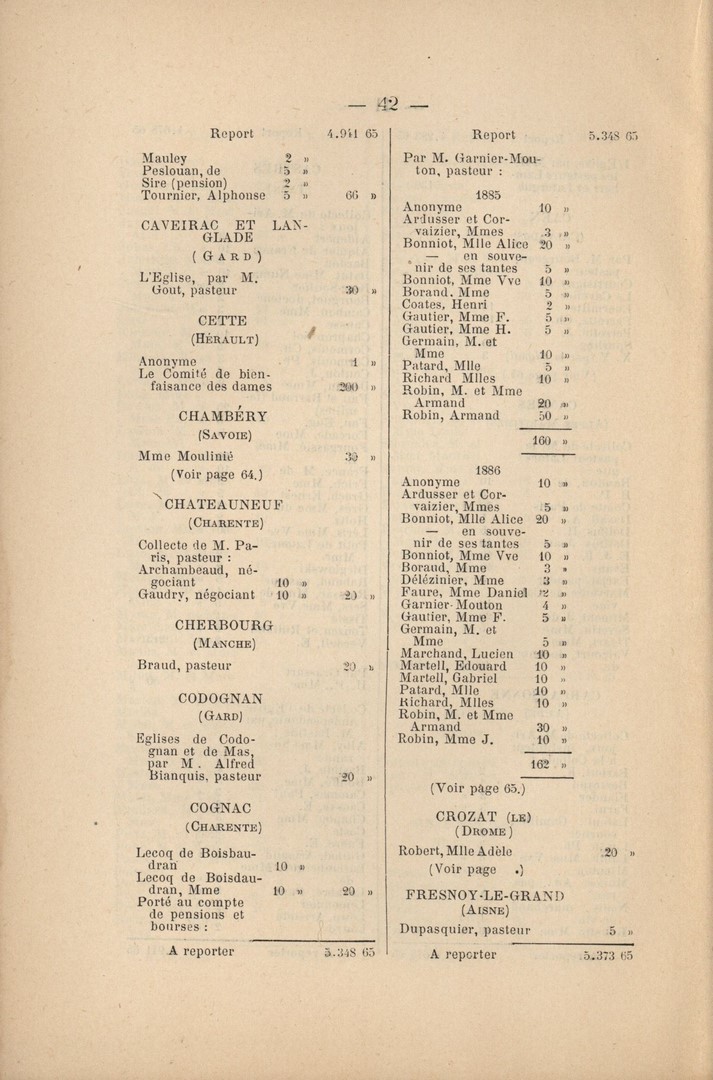 — 42 —
Report 4.941 65
Mauley 2 »
Peslouan, de 5 »
Sire (pension) 2 »
Tournier, Alphonse 5 » 66 »
CAVEIRAC ET LAN-
GLADE
(GARD)
L'Eglise, par M.
Gout, pasteur 30 »
CETTE
(HÉRAULT)
Anonyme 1 »
Le Comité de bien-
faisance des dames 200 »
CHAMBÉRY
(SAVOIE)
Mme Moulinié 30 »
(Voir page 64.)
CHATEAUNEUF
(CHARENTE)
Collecte de M. Pa-
ris, pasteur :
Archambeaud, né-
gociant 10 »
Gaudry, négociant 10 » 20 »
CHERBOURG
(MANCHE)
Braud, pasteur 20 »
CODOGNAN
(GARD)
Eglises de Codo-
gnan et de Mas,
par M. Alfred
Bianquis, pasteur 20 »
COGNAC
(CHARENTE)
Lecoq de Boisbau-
dran 10 »
Lecoq de Boisdau-
dran, Mme 10 » 20 »
Porté au compte
de pensions et
bourses :
A reporter 5.348 65
Report 5.348 65
Par M. Garnier-Mou-
ton, pasteur :
1885
Anonyme 10 »
Ardusser et Cor-
vaizier, Mmes 3 »
Bonniot, Mlle Alice 20 »
— en souve-
nir de ses tantes 5 »
Bonniot, Mme Vve 10 »
Borand, Mme 5 »
Coates, Henri 2 »
Gautier, Mme F. 5 »
Gautier, Mme H. 5 »
Germain, M. et
Mme 10 »
Patard, Mlle 5 »
Richard Mlles 10 »
Robin, M. et Mme
Armand 20 »
Robin, Armand 50 »
160 »
1886
Anonyme 10 »
Ardusser et Cor-
vaizier, Mmes 5 »
Bonniot, Mlle Alice 20 »
— en souve-
nir de ses tantes 5 »
Bonniot, Mme Vve 10 »
Boraud, Mme 3 »
Délézinier, Mme 3 »
Faure, Mme Daniel 2 »
Garnier-Mouton 4 »
Gautier, Mme F. 5 »
Germain, M. et
Mme 5 »
Marchand, Lucien 10 »
Martell, Edouard 10 »
Martell, Gabriel 10 »
Patard, Mlle 10 »
Richard, Mlles 10 »
Robin, M. et Mme
Armand 30 »
Robin, Mme J. 10 »
162 »
(Voir page 65.)
CROZAT (LE)
(DROME)
Robert, Mlle Adèle 20 »
(Voir page .)
FRESNOY-LE-GRAND
(AISNE)
Dupasquier, pasteur 5 »
A reporter 5.373 65